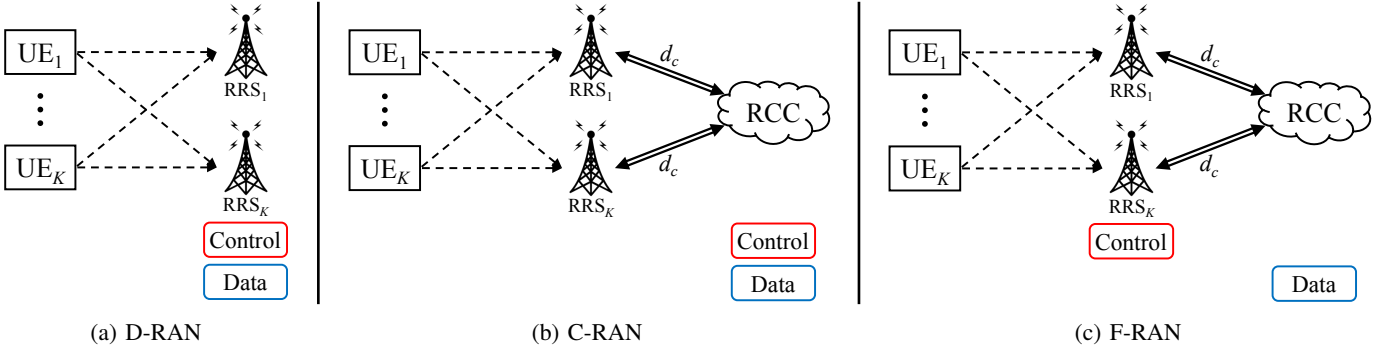 UE₁
RRS₁
UE_K
RRS_K
Control
Data
(a) D-RAN
UE₁
RRS₁
d_c
RCC
UE_K
RRS_K
d_c
Control
Data
(b) C-RAN
UE₁
RRS₁
d_c
RCC
UE_K
RRS_K
d_c
Control
Data
(c) F-RAN